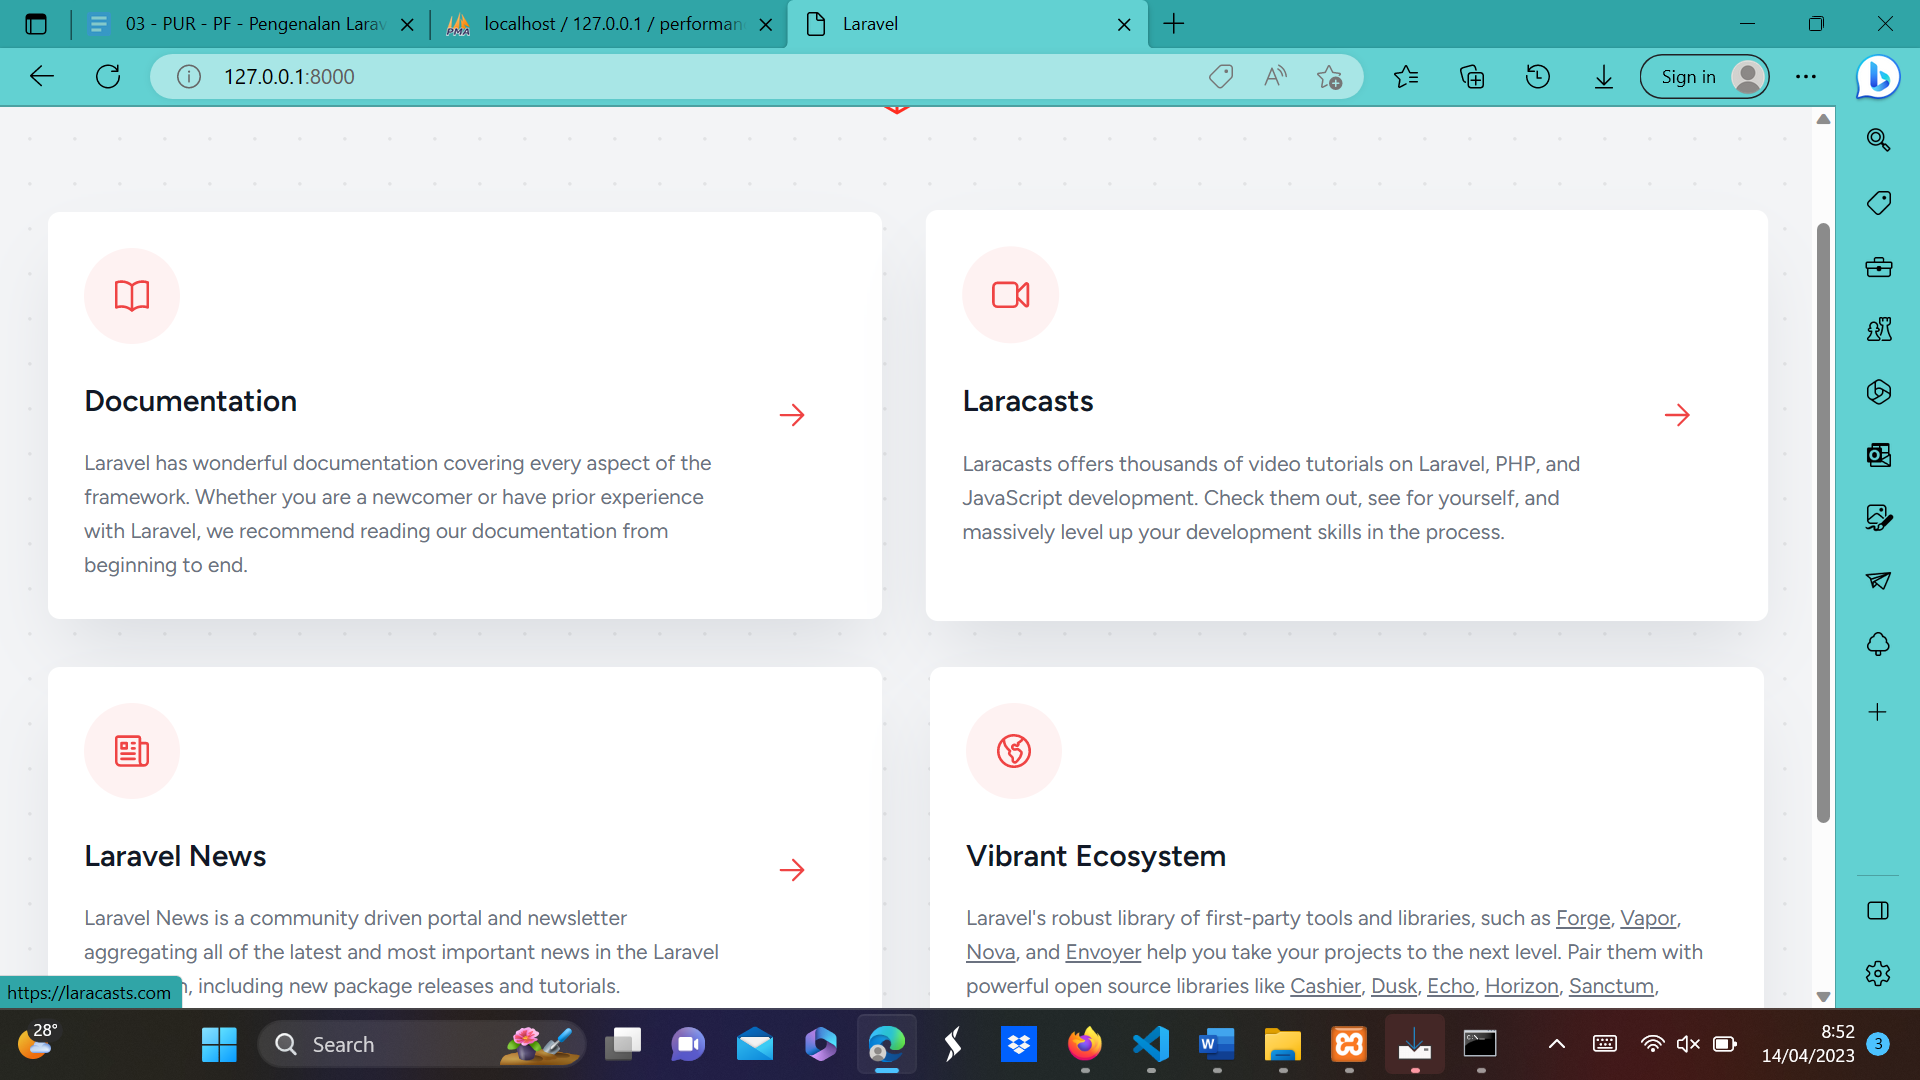 03 - PUR - PF - Pengenalan Larav
localhost / 127.0.0.1 / performan
Laravel
127.0.0.1:8000
Sign in
Documentation
Laravel has wonderful documentation covering every aspect of the
framework. Whether you are a newcomer or have prior experience
with Laravel, we recommend reading our documentation from
beginning to end.
Laracasts
Laracasts offers thousands of video tutorials on Laravel, PHP, and
JavaScript development. Check them out, see for yourself, and
massively level up your development skills in the process.
Laravel News
Laravel News is a community driven portal and newsletter
aggregating all of the latest and most important news in the Laravel
, including new package releases and tutorials.
Vibrant Ecosystem
Laravel's robust library of first-party tools and libraries, such as Forge, Vapor,
Nova, and Envoyer help you take your projects to the next level. Pair them with
powerful open source libraries like Cashier, Dusk, Echo, Horizon, Sanctum,
https://laracasts.com
28°
Search
8:52
14/04/2023
3